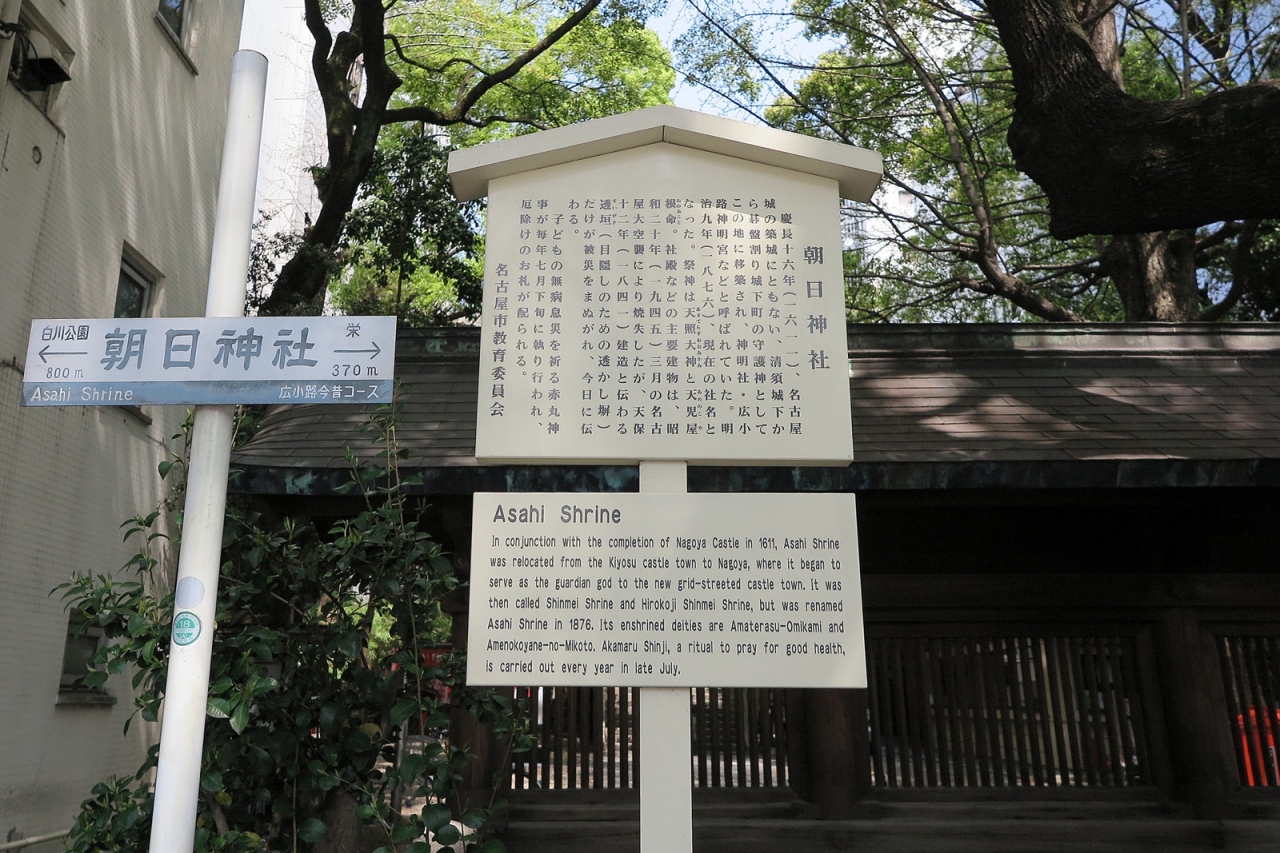 白川公園
800 m
朝日神社
栄
370 m
Asahi Shrine
広小路今昔コース
朝日神社
慶長十六年(一六一一)、名古屋
城の築城にともない、清須城下か
ら碁盤割り城下町の守護神として
この地に移築され、神明社・広小
路神明宮などと呼ばれていた。明
治九年(一八七六)、現在の社名と
なった。祭神は天照大神と天児屋
根命。社殿などの主要建物は、昭
和二十年(一九四五)三月の名古
屋大空襲により焼失したが、天保
十二年(一八四一)建造と伝わる
透垣(目隠しのための透かし塀)
だけが被災をまぬがれ、今日に伝
わる。
子どもの無病息災を祈る赤丸神
事が毎年七月下旬に執り行われ、
厄除けのお札が配られる。
名古屋市教育委員会
Asahi Shrine
In conjunction with the completion of Nagoya Castle in 1611, Asahi Shrine
was relocated from the Kiyosu castle town to Nagoya, where it began to
serve as the guardian god to the new grid-streeted castle town. It was
then called Shinmei Shrine and Hirokoji Shinmei Shrine, but was renamed
Asahi Shrine in 1876. Its enshrined deities are Amaterasu-Omikami and
Amenokoyane-no-Mikoto. Akamaru Shinji, a ritual to pray for good health,
is carried out every year in late July.